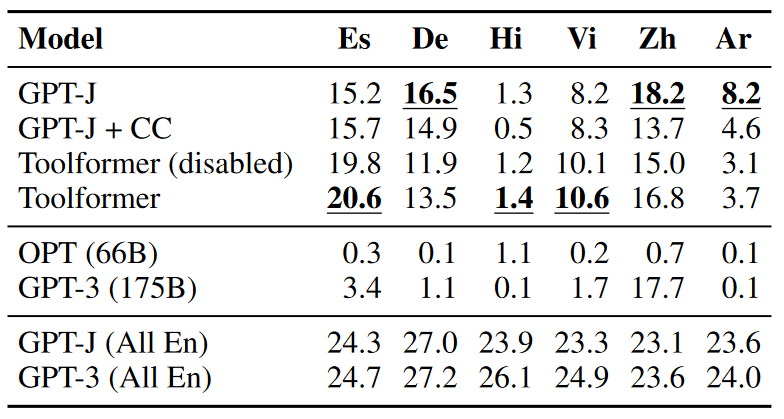 Model Es De Hi Vi Zh Ar
GPT-J 15.2 16.5 1.3 8.2 18.2 8.2
GPT-J + CC 15.7 14.9 0.5 8.3 13.7 4.6
Toolformer (disabled) 19.8 11.9 1.2 10.1 15.0 3.1
Toolformer 20.6 13.5 1.4 10.6 16.8 3.7
OPT (66B) 0.3 0.1 1.1 0.2 0.7 0.1
GPT-3 (175B) 3.4 1.1 0.1 1.7 17.7 0.1
GPT-J (All En) 24.3 27.0 23.9 23.3 23.1 23.6
GPT-3 (All En) 24.7 27.2 26.1 24.9 23.6 24.0